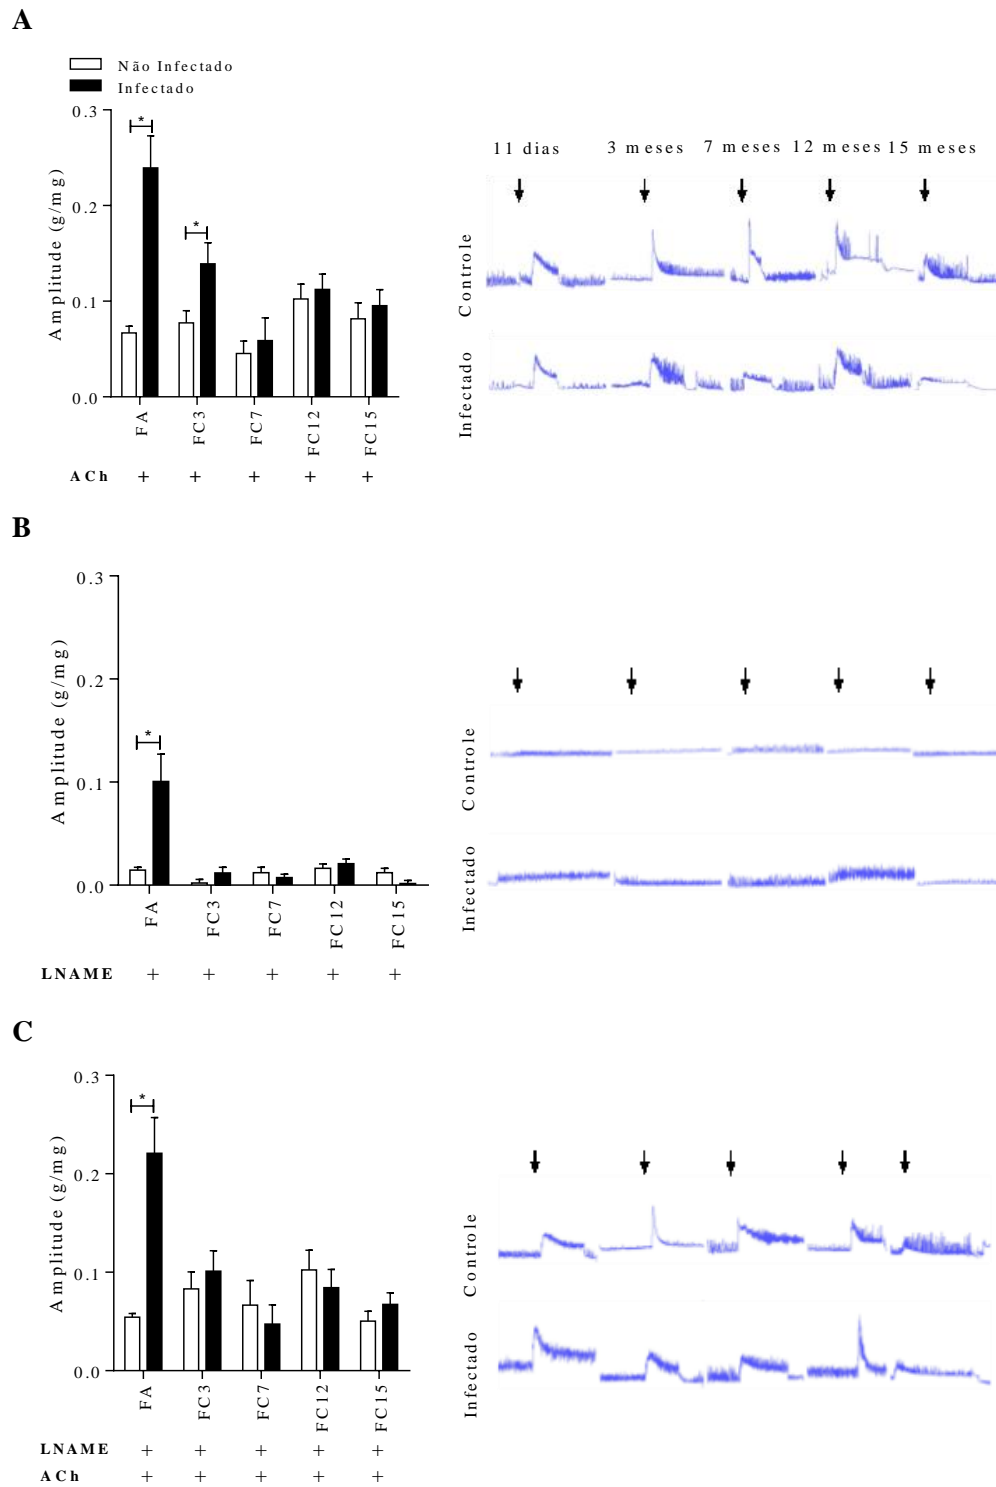 A
Não Infectado
Infectado
0.3
0.2
0.1
0.0
Amplitude (g/mg)
*
*
FA
FC3
FC7
FC12
FC15
ACh + + + + +
11 dias 3 meses 7 meses 12 meses 15 meses
Controle
Infectado
B
0.3
0.2
0.1
0.0
Amplitude (g/mg)
*
FA
FC3
FC7
FC12
FC15
LNAME + + + + +
Controle
Infectado
C
0.3
0.2
0.1
0.0
Amplitude (g/mg)
*
FA
FC3
FC7
FC12
FC15
LNAME + + + + +
ACh + + + + +
Controle
Infectado